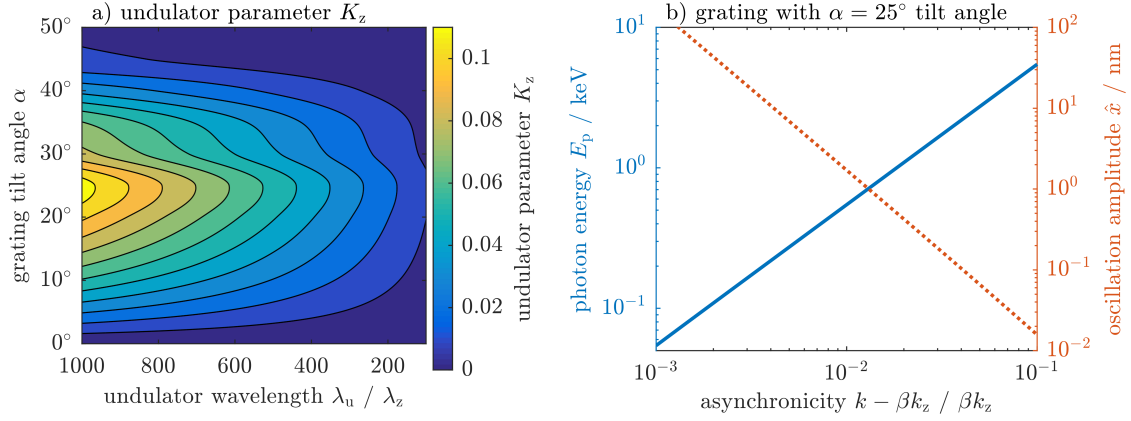 a) undulator parameter K_z
50°
40°
30°
20°
10°
0°
grating tilt angle α
1000 800 600 400 200
undulator wavelength λ_u / λ_z
0.1
0.08
0.06
0.04
0.02
0
undulator parameter K_z
b) grating with α = 25° tilt angle
10^1
10^0
10^−1
photon energy E_p / keV
10^−3 10^−2 10^−1
asynchronicity k − βk_z / βk_z
10^2
10^1
10^0
10^−1
10^−2
oscillation amplitude x̂ / nm